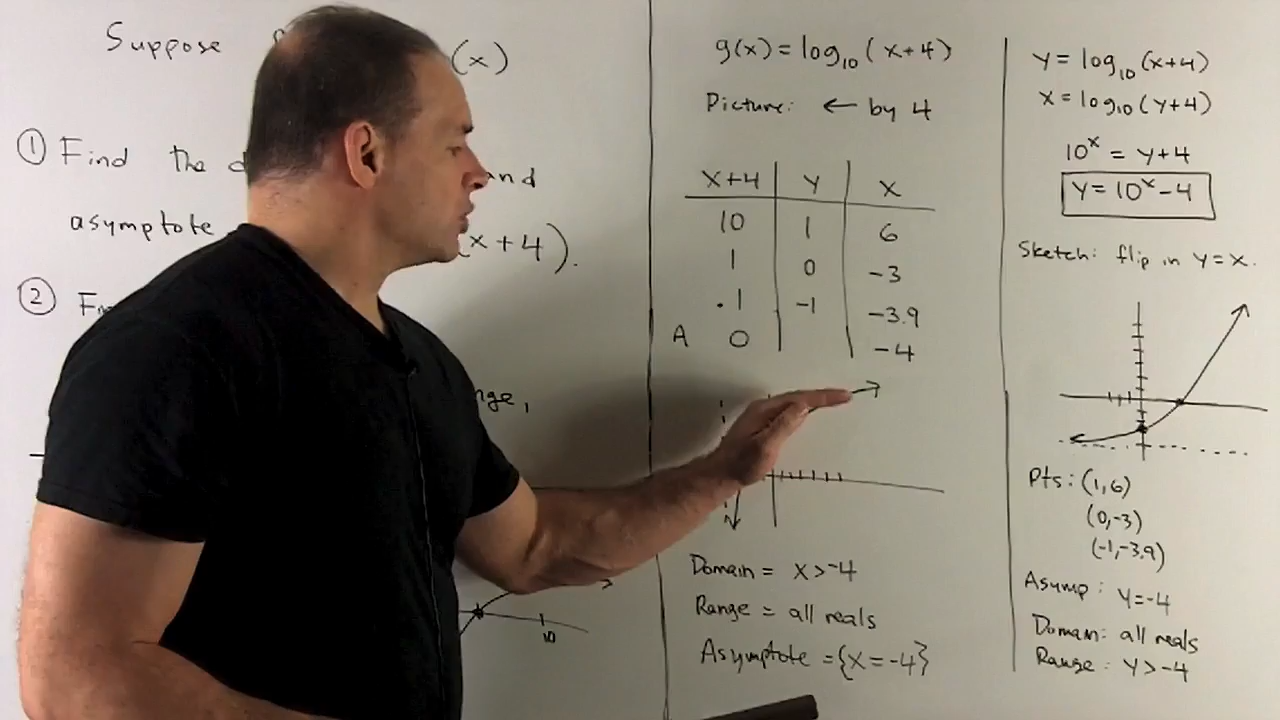 Suppose (x)
① Find the and
asymptote (x+4).
②
nge,
10
g(x) = log₁₀ (x+4)
Picture: ← by 4
x+4 y x
10 1 6
1 0 -3
.1 -1 -3.9
A 0 -4
Domain = x>-4
Range = all reals
Asymptote = {x=-4}
y = log₁₀ (x+4)
x = log₁₀ (y+4)
10ˣ = y+4
y = 10ˣ - 4
Sketch: flip in y=x.
Pts: (1,6)
(0,-3)
(-1,-3.9)
Asymp: y=-4
Domain: all reals
Range: y>-4